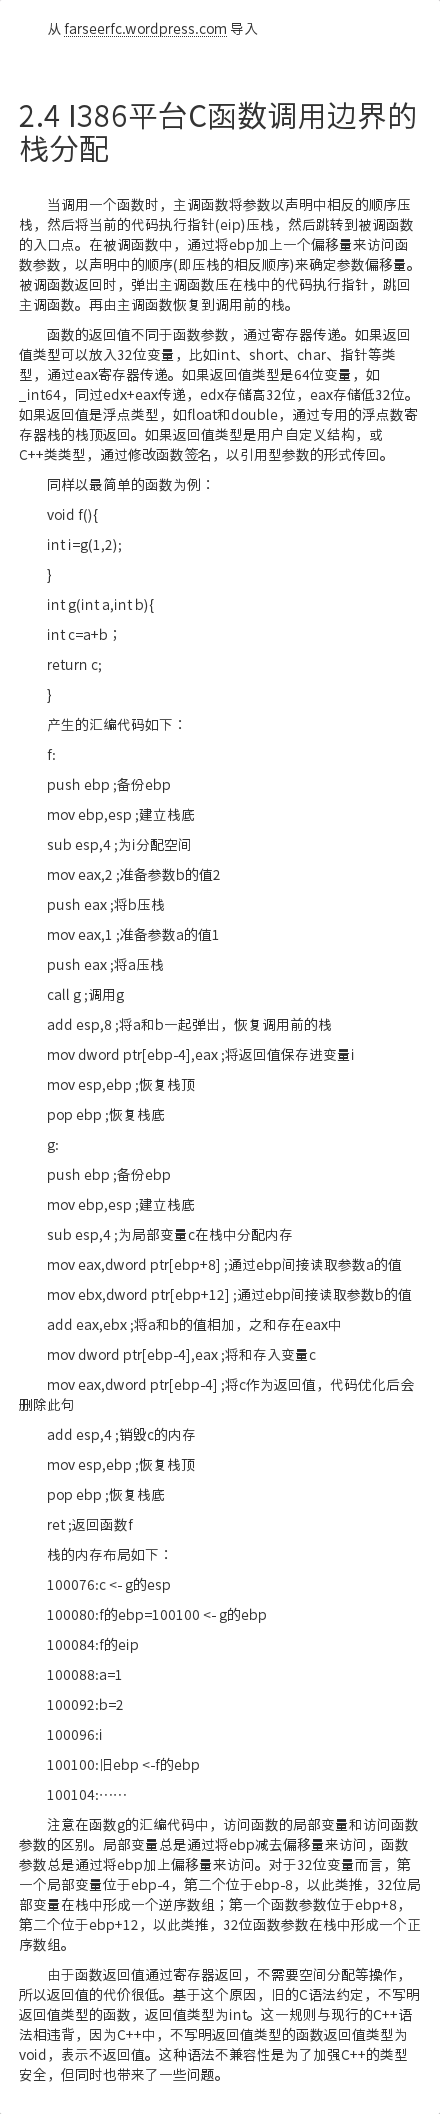 从 farseerfc.wordpress.com 导入
2.4 I386平台C函数调用边界的
栈分配
当调用一个函数时，主调函数将参数以声明中相反的顺序压
栈，然后将当前的代码执行指针(eip)压栈，然后跳转到被调函数
的入口点。在被调函数中，通过将ebp加上一个偏移量来访问函
数参数，以声明中的顺序(即压栈的相反顺序)来确定参数偏移量。
被调函数返回时，弹出主调函数压在栈中的代码执行指针，跳回
主调函数。再由主调函数恢复到调用前的栈。
函数的返回值不同于函数参数，通过寄存器传递。如果返回
值类型可以放入32位变量，比如int、short、char、指针等类
型，通过eax寄存器传递。如果返回值类型是64位变量，如
_int64，同过edx+eax传递，edx存储高32位，eax存储低32位。
如果返回值是浮点类型，如float和double，通过专用的浮点数寄
存器栈的栈顶返回。如果返回值类型是用户自定义结构，或
C++类类型，通过修改函数签名，以引用型参数的形式传回。
同样以最简单的函数为例：
void f(){
int i=g(1,2);
}
int g(int a,int b){
int c=a+b；
return c;
}
产生的汇编代码如下：
f:
push ebp ;备份ebp
mov ebp,esp ;建立栈底
sub esp,4 ;为i分配空间
mov eax,2 ;准备参数b的值2
push eax ;将b压栈
mov eax,1 ;准备参数a的值1
push eax ;将a压栈
call g ;调用g
add esp,8 ;将a和b一起弹出，恢复调用前的栈
mov dword ptr[ebp-4],eax ;将返回值保存进变量i
mov esp,ebp ;恢复栈顶
pop ebp ;恢复栈底
g:
push ebp ;备份ebp
mov ebp,esp ;建立栈底
sub esp,4 ;为局部变量c在栈中分配内存
mov eax,dword ptr[ebp+8] ;通过ebp间接读取参数a的值
mov ebx,dword ptr[ebp+12] ;通过ebp间接读取参数b的值
add eax,ebx ;将a和b的值相加，之和存在eax中
mov dword ptr[ebp-4],eax ;将和存入变量c
mov eax,dword ptr[ebp-4] ;将c作为返回值，代码优化后会
删除此句
add esp,4 ;销毁c的内存
mov esp,ebp ;恢复栈顶
pop ebp ;恢复栈底
ret ;返回函数f
栈的内存布局如下：
100076:c <- g的esp
100080:f的ebp=100100 <- g的ebp
100084:f的eip
100088:a=1
100092:b=2
100096:i
100100:旧ebp <-f的ebp
100104:……
注意在函数g的汇编代码中，访问函数的局部变量和访问函数
参数的区别。局部变量总是通过将ebp减去偏移量来访问，函数
参数总是通过将ebp加上偏移量来访问。对于32位变量而言，第
一个局部变量位于ebp-4，第二个位于ebp-8，以此类推，32位局
部变量在栈中形成一个逆序数组；第一个函数参数位于ebp+8，
第二个位于ebp+12，以此类推，32位函数参数在栈中形成一个正
序数组。
由于函数返回值通过寄存器返回，不需要空间分配等操作，
所以返回值的代价很低。基于这个原因，旧的C语法约定，不写明
返回值类型的函数，返回值类型为int。这一规则与现行的C++语
法相违背，因为C++中，不写明返回值类型的函数返回值类型为
void，表示不返回值。这种语法不兼容性是为了加强C++的类型
安全，但同时也带来了一些问题。